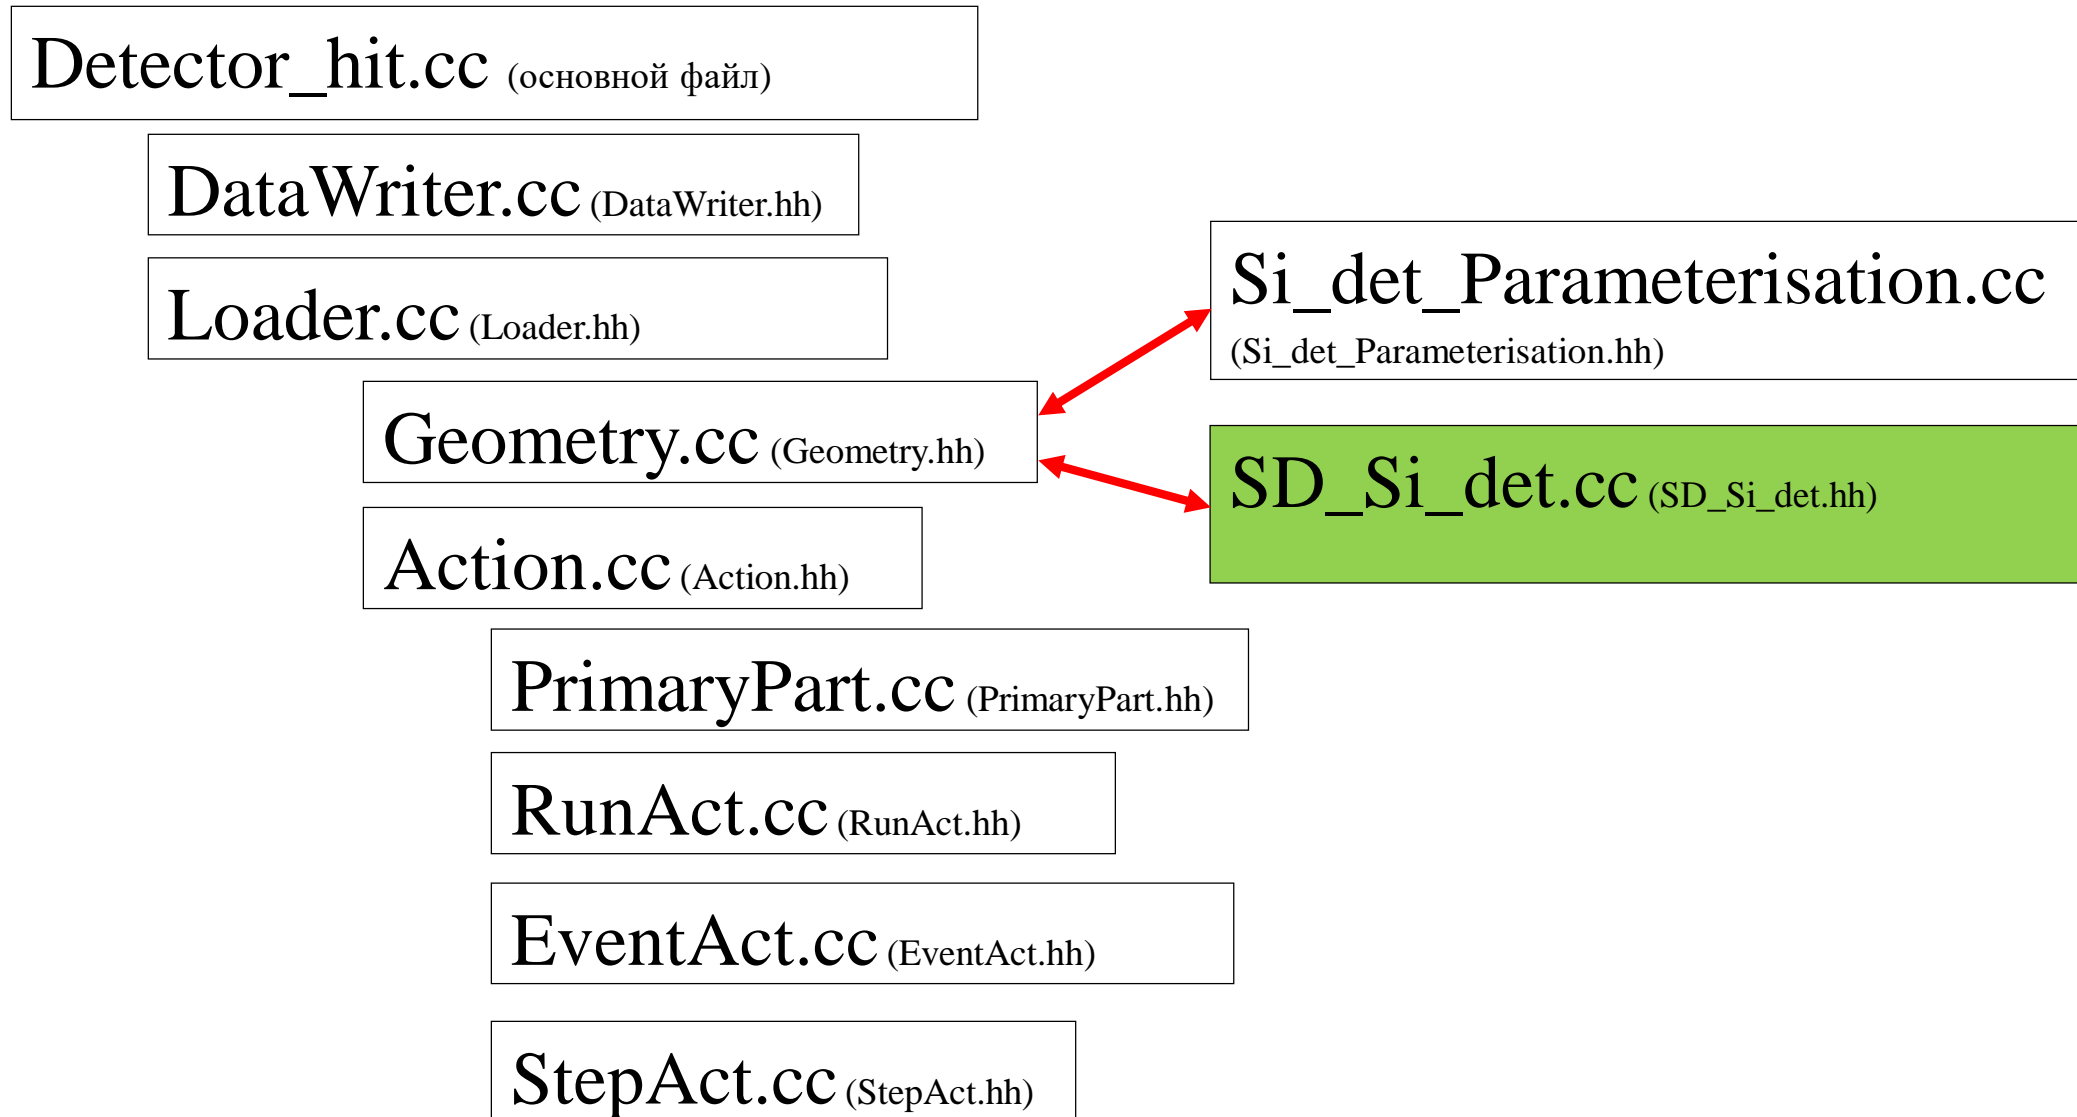 Detector_hit.cc (основной файл)
DataWriter.cc (DataWriter.hh)
Loader.cc (Loader.hh)
Geometry.cc (Geometry.hh)
Action.cc (Action.hh)
PrimaryPart.cc (PrimaryPart.hh)
RunAct.cc (RunAct.hh)
EventAct.cc (EventAct.hh)
StepAct.cc (StepAct.hh)
Si_det_Parameterisation.cc
(Si_det_Parameterisation.hh)
SD_Si_det.cc (SD_Si_det.hh)